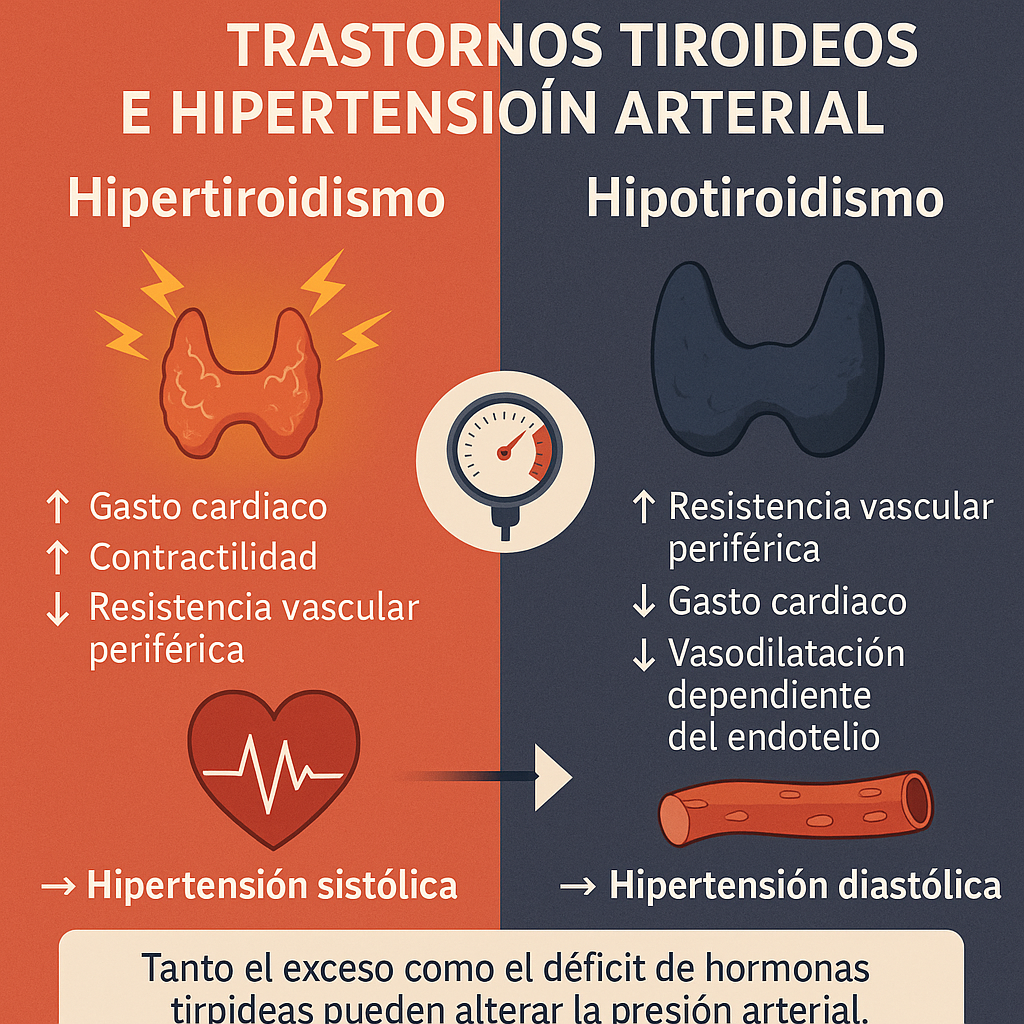 TRASTORNOS TIROIDEOS
E HIPERTENSIOÍN ARTERIAL
Hipertiroidismo
↑ Gasto cardiaco
↑ Contractilidad
↓ Resistencia vascular
periférica
→ Hipertensión sistólica
Hipotiroidismo
↑ Resistencia vascular
periférica
↓ Gasto cardiaco
↓ Vasodilatación
dependiente
del endotelio
→ Hipertensión diastólica
Tanto el exceso como el déficit de hormonas
tirpideas pueden alterar la presión arterial.